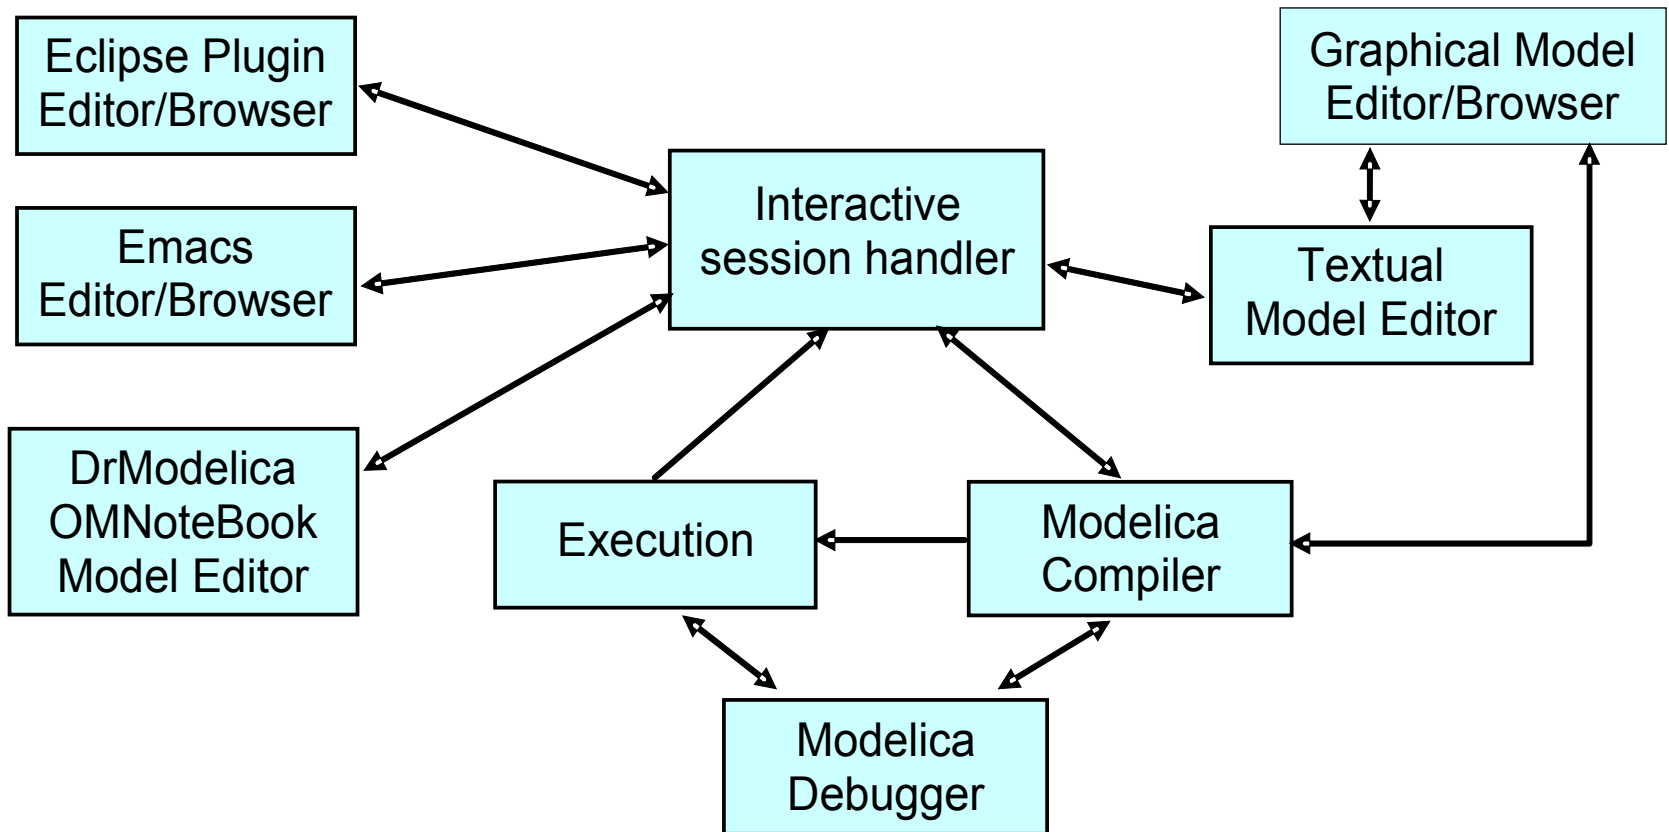 Eclipse Plugin
Editor/Browser
Graphical Model
Editor/Browser
Interactive
session handler
Emacs
Editor/Browser
Textual
Model Editor
DrModelica
OMNoteBook
Model Editor
Execution
Modelica
Compiler
Modelica
Debugger